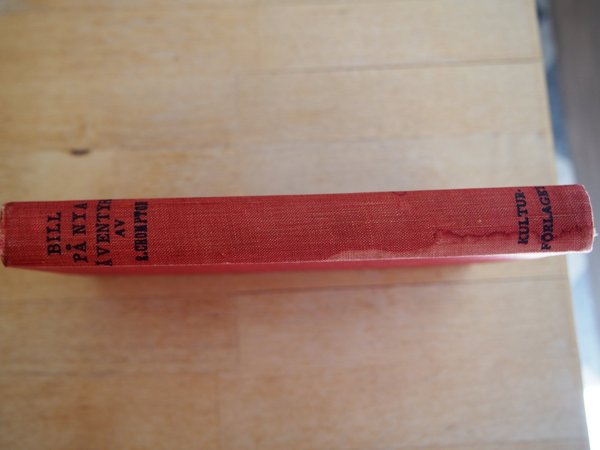 BILL
PÅ NYA
ÄVENTYR
AV
R.CROMPTON
KULTUR-
FÖRLAGET